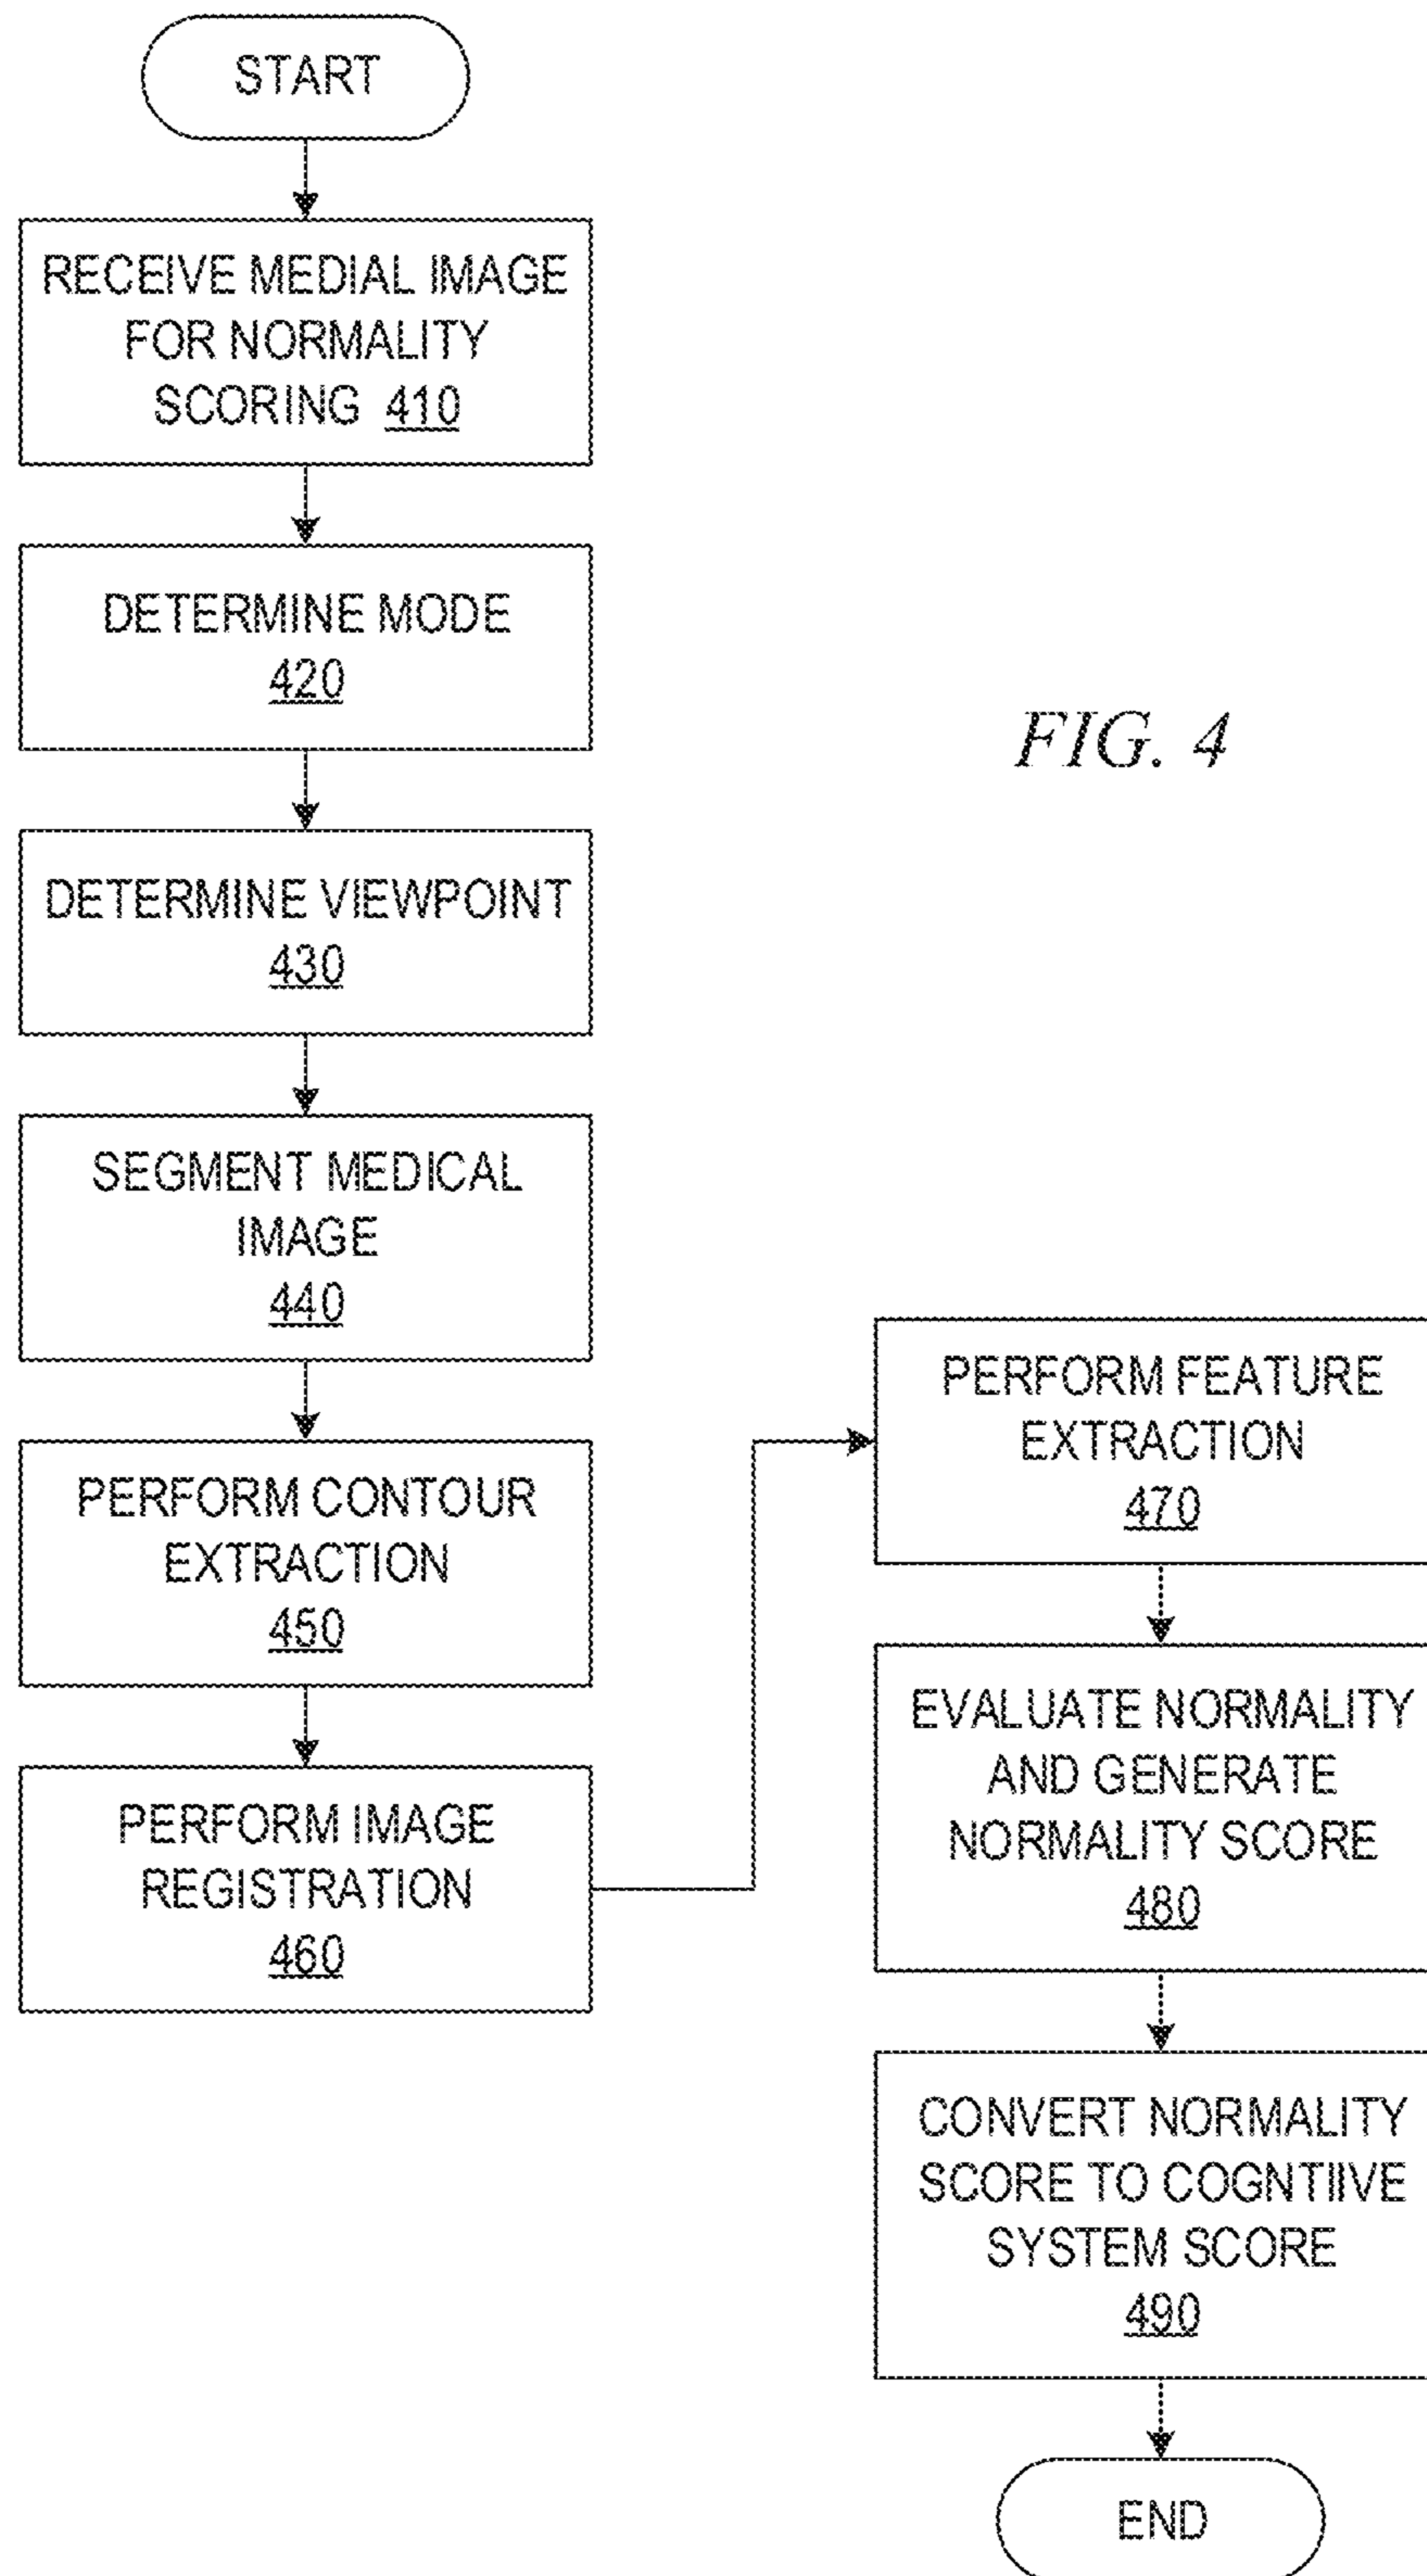 START
RECEIVE MEDIAL IMAGE
FOR NORMALITY
SCORING 410
DETERMINE MODE
420
DETERMINE VIEWPOINT
430
SEGMENT MEDICAL
IMAGE
440
PERFORM CONTOUR
EXTRACTION
450
PERFORM IMAGE
REGISTRATION
460
FIG. 4
PERFORM FEATURE
EXTRACTION
470
EVALUATE NORMALITY
AND GENERATE
NORMALITY SCORE
480
CONVERT NORMALITY
SCORE TO COGNTIIVE
SYSTEM SCORE
490
END